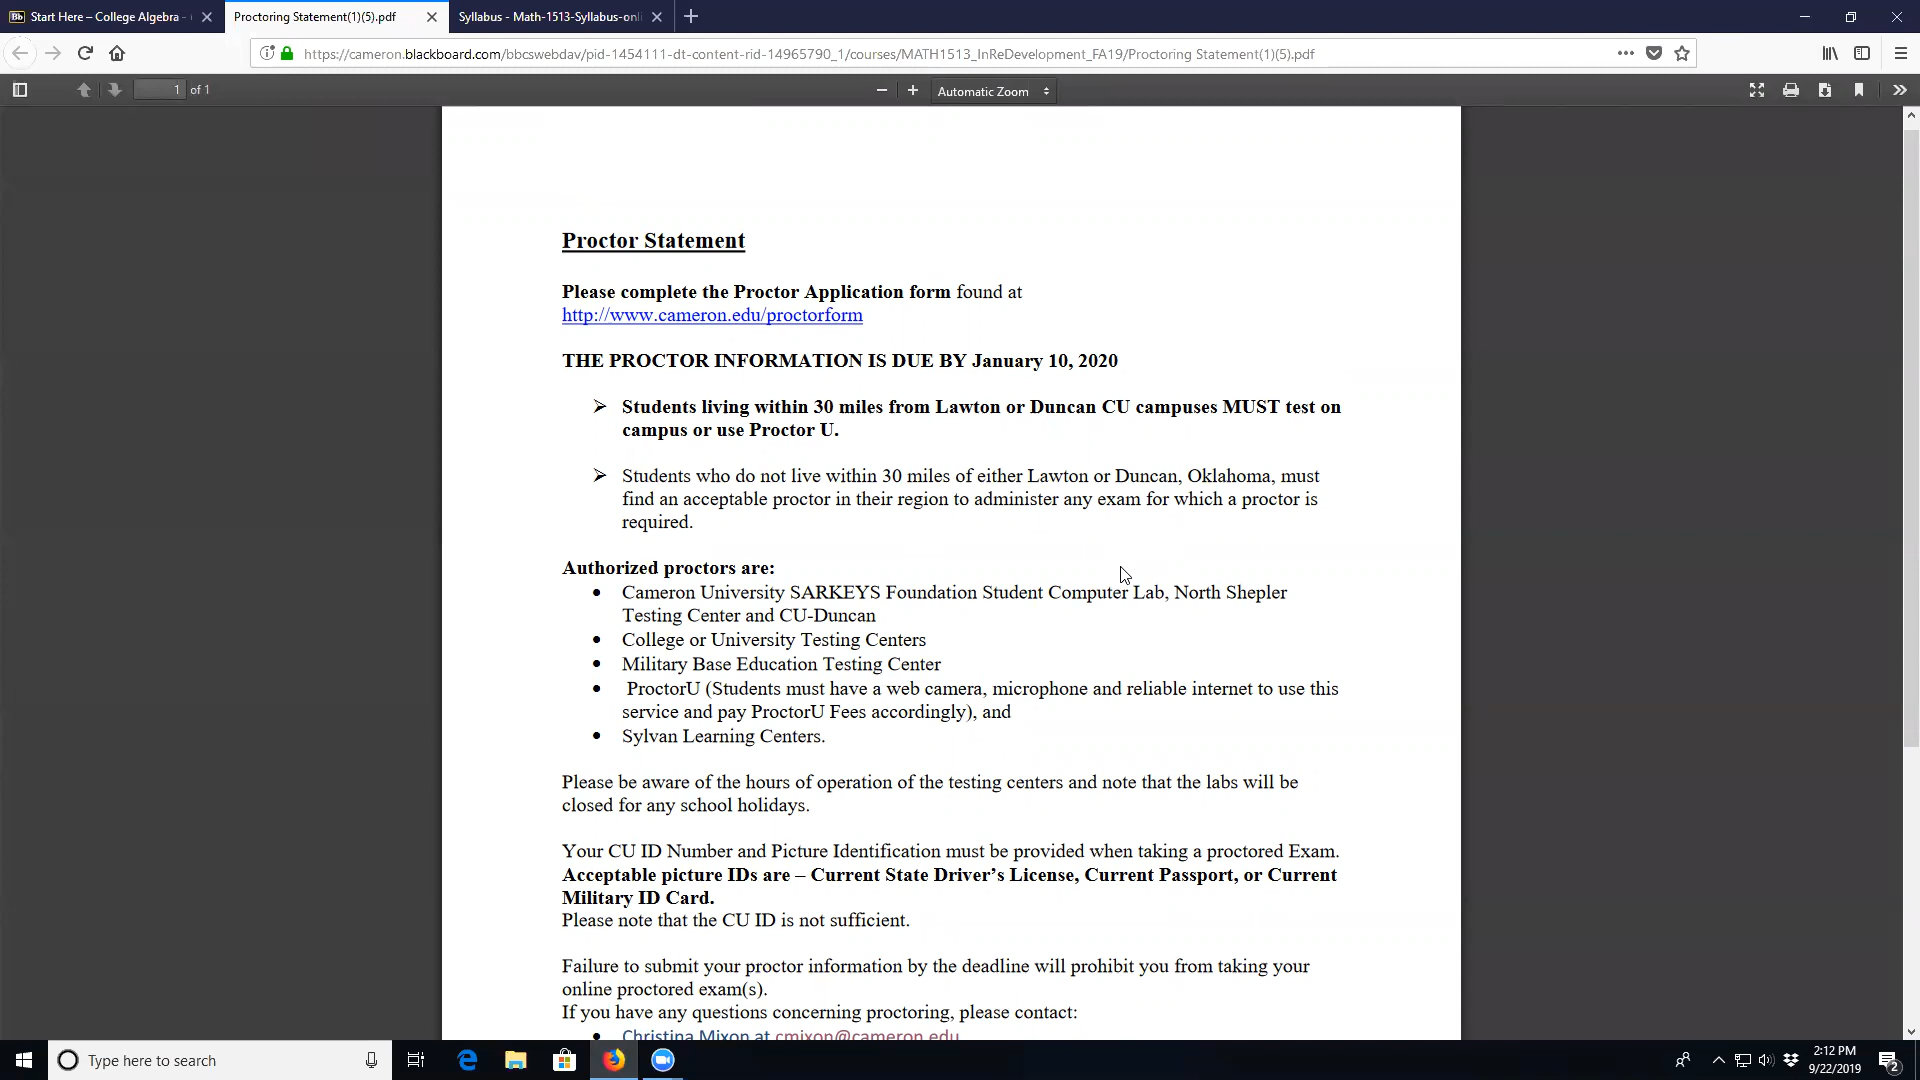 Start Here – College Algebra -
Proctoring Statement(1)(5).pdf
Syllabus - Math-1513-Syllabus-onl
https://cameron.blackboard.com/bbcswebdav/pid-1454111-dt-content-rid-14965790_1/courses/MATH1513_InReDevelopment_FA19/Proctoring Statement(1)(5).pdf
1 of 1
Automatic Zoom
Proctor Statement
Please complete the Proctor Application form found at
http://www.cameron.edu/proctorform
THE PROCTOR INFORMATION IS DUE BY January 10, 2020
Students living within 30 miles from Lawton or Duncan CU campuses MUST test on
campus or use Proctor U.
Students who do not live within 30 miles of either Lawton or Duncan, Oklahoma, must
find an acceptable proctor in their region to administer any exam for which a proctor is
required.
Authorized proctors are:
• Cameron University SARKEYS Foundation Student Computer Lab, North Shepler
Testing Center and CU-Duncan
• College or University Testing Centers
• Military Base Education Testing Center
• ProctorU (Students must have a web camera, microphone and reliable internet to use this
service and pay ProctorU Fees accordingly), and
• Sylvan Learning Centers.
Please be aware of the hours of operation of the testing centers and note that the labs will be
closed for any school holidays.
Your CU ID Number and Picture Identification must be provided when taking a proctored Exam.
Acceptable picture IDs are – Current State Driver’s License, Current Passport, or Current
Military ID Card.
Please note that the CU ID is not sufficient.
Failure to submit your proctor information by the deadline will prohibit you from taking your
online proctored exam(s).
If you have any questions concerning proctoring, please contact:
• Christina Mixon at cmixon@cameron.edu
Type here to search
2:12 PM
9/22/2019
2